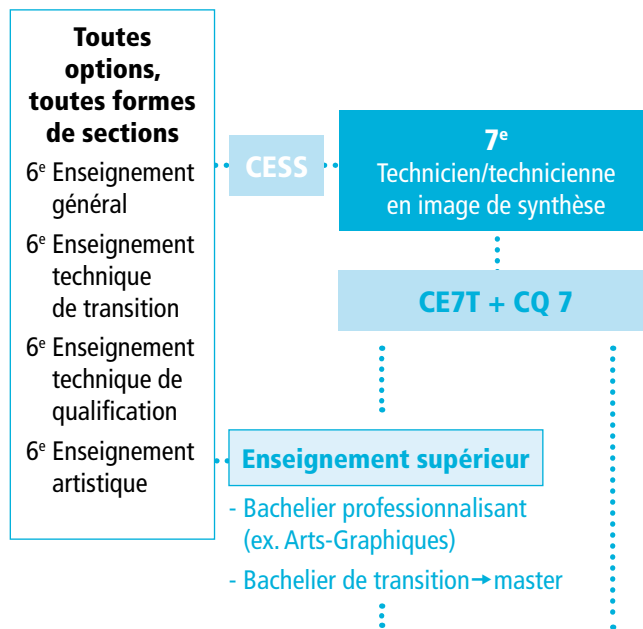 Toutes
options,
toutes formes
de sections
6e Enseignement
général
6e Enseignement
technique
de transition
6e Enseignement
technique de
qualification
6e Enseignement
artistique
CESS
7e
Technicien/technicienne
en image de synthèse
CE7T + CQ 7
Enseignement supérieur
- Bachelier professionnalisant
(ex. Arts-Graphiques)
- Bachelier de transition→master